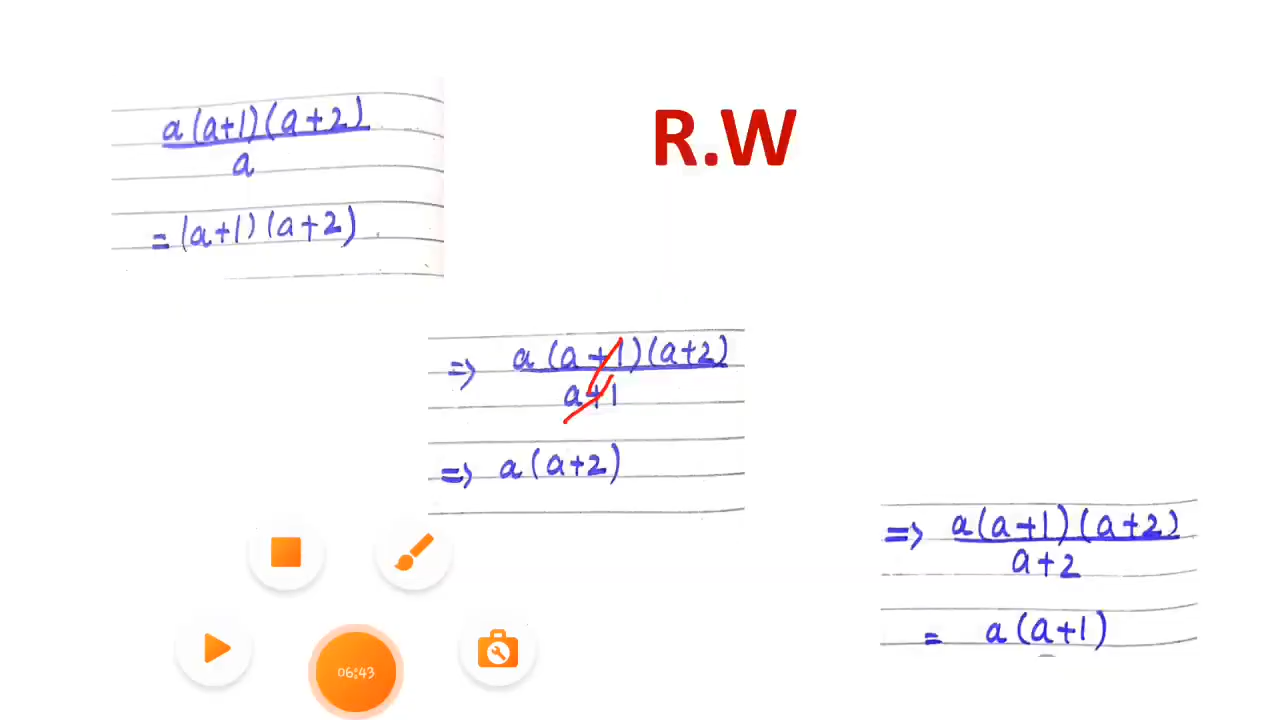 R.W
a(a+1)(a+2)
a
=(a+1)(a+2)
=> a(a+1)(a+2)
a+1
=> a(a+2)
=> a(a+1)(a+2)
a+2
= a(a+1)
06:43